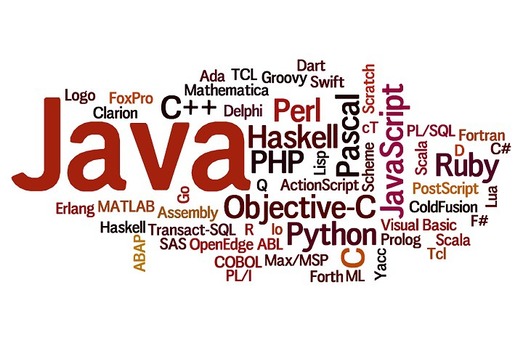 Java
Logo
FoxPro
Clarion
C++
Ada
TCL
Groovy
Dart
Swift
Mathematica
Delphi
Perl
Haskell
PHP
Lisp
Pascal
Scratch
cT
Scheme
JavaScript
PL/SQL
Fortran
Scala
D
C#
Ruby
Lua
PostScript
ColdFusion
F#
Q
ActionScript
Go
Erlang
MATLAB
Assembly
Objective-C
Haskell
Transact-SQL
R
Io
Python
Visual Basic
Prolog
Scala
Tcl
ABAP
SAS
OpenEdge ABL
COBOL
Max/MSP
C
Yacc
PL/I
Forth
ML